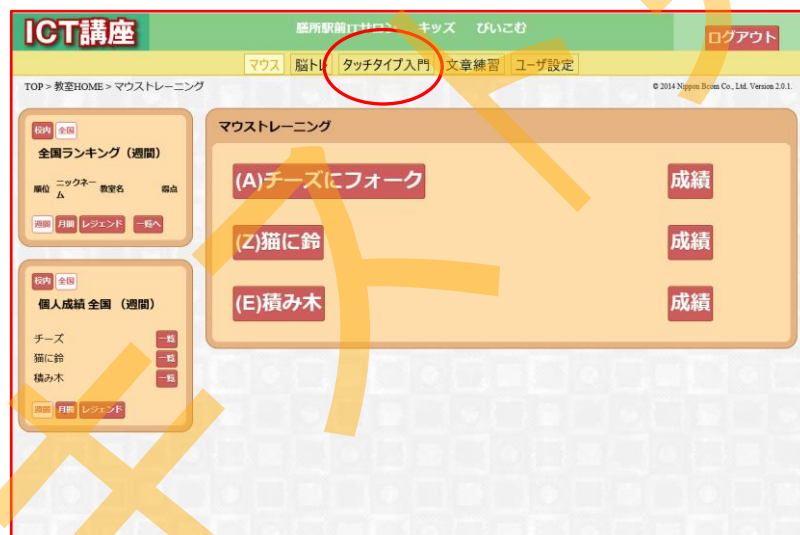 ICT講座
膳所駅前ITサロン キッズ びいこむ
ログアウト
マウス 脳トレ タッチタイプ入門 文章練習 ユーザ設定
TOP > 教室HOME > マウストレーニング
© 2014 Nippon Bcom Co., Ltd. Version 2.0.1.
校内 全国
全国ランキング（週間）
順位 ニックネーム 教室名 得点
週間 月間 レジェンド 一覧へ
校内 全国
個人成績 全国 （週間）
チーズ 一覧
猫に鈴 一覧
積み木 一覧
週間 月間 レジェンド
マウストレーニング
(A)チーズにフォーク 成績
(Z)猫に鈴 成績
(E)積み木 成績